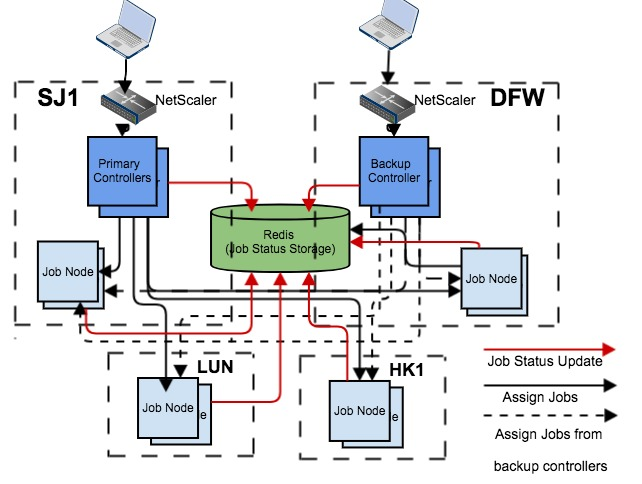 SJ1
NetScaler
NetScaler
DFW
Primary
Controllers
Backup
Controller
r
Redis
(Job Status Storage)
Job Node
Job Node
LUN
HK1
Job Node
e
Job Node
e
Job Status Update
Assign Jobs
Assign Jobs from
backup controllers